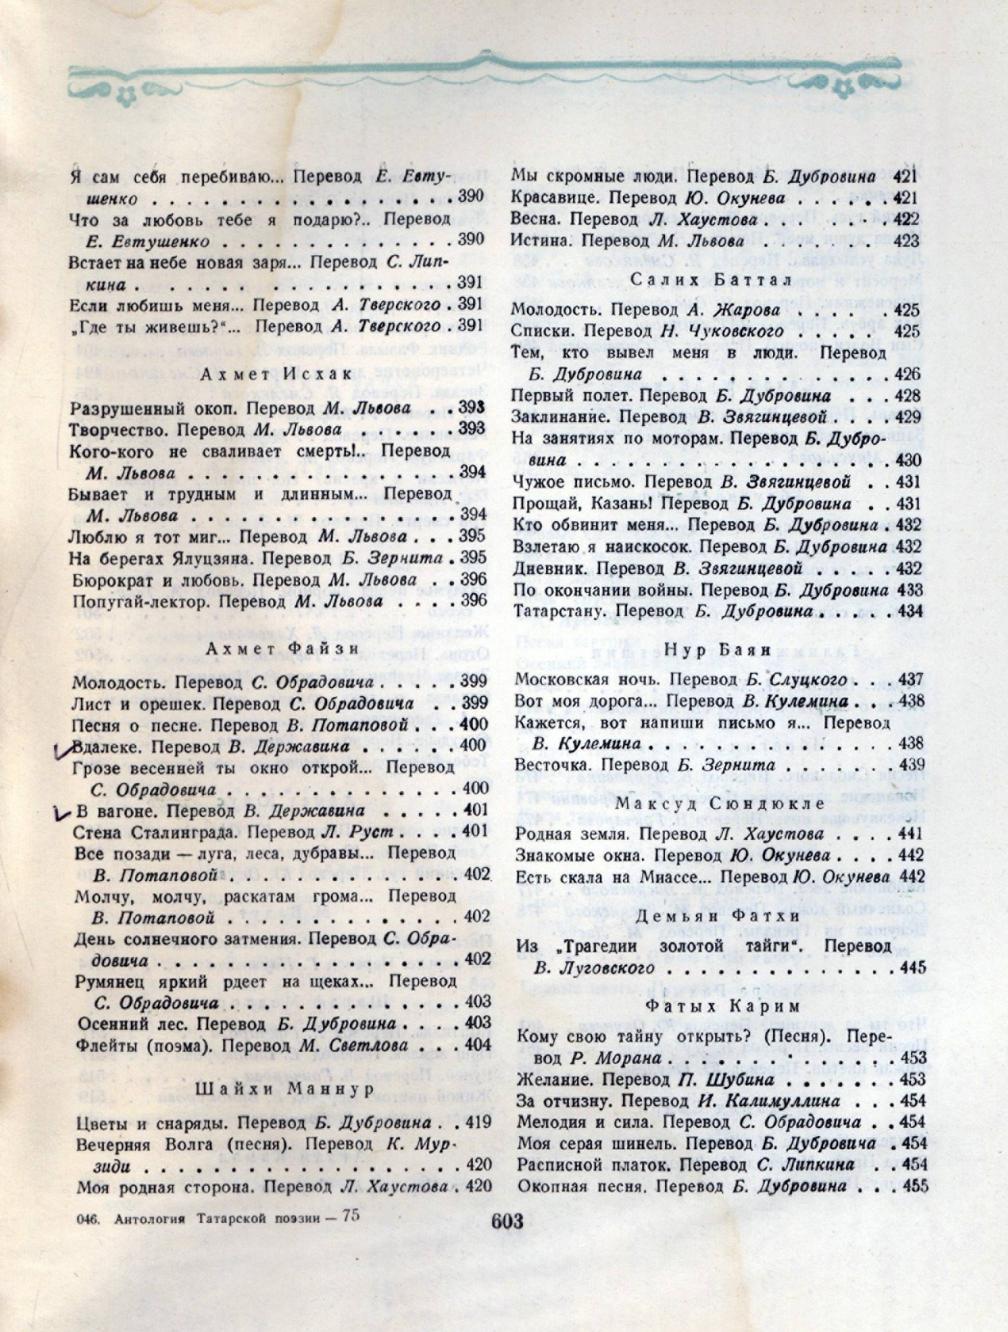 Я сам себя перебиваю... Перевод Е. Евту-
шенко . . . . . . . . . . . . . . . . 390
Что за любовь тебе я подарю?.. Перевод
Е. Евтушенко . . . . . . . . . . . . . 390
Встает на небе новая заря... Перевод С. Лип-
кина . . . . . . . . . . . . . . . . 391
Если любишь меня... Перевод А. Тверского . 391
„Где ты живешь?“... Перевод А. Тверского . 391
Ахмет Исхак
Разрушенный окоп. Перевод М. Львова . . 393
Творчество. Перевод М. Львова . . . . . . 393
Кого-кого не сваливает смерть!.. Перевод
М. Львова . . . . . . . . . . . . . . 394
Бывает и трудным и длинным... Перевод
М. Львова . . . . . . . . . . . . . . 394
Люблю я тот миг... Перевод М. Львова . . . 395
На берегах Ялуцзяна. Перевод Б. Зернита . 395
Бюрократ и любовь. Перевод М. Львова . . 396
Попугай-лектор. Перевод М. Львова . . . . 396
Ахмет Файзи
Молодость. Перевод С. Обрадовича . . . . . 399
Лист и орешек. Перевод С. Обрадовича . . 399
Песня о песне. Перевод В. Потаповой . . . 400
Вдалеке. Перевод В. Державина . . . . . . 400
Грозе весенней ты окно открой... Перевод
С. Обрадовича . . . . . . . . . . . . 400
В вагоне. Перевод В. Державина . . . . . 401
Стена Сталинграда. Перевод Л. Руст . . . . 401
Все позади — луга, леса, дубравы... Перевод
В. Потаповой . . . . . . . . . . . . . 402
Молчу, молчу, раскатам грома... Перевод
В. Потаповой . . . . . . . . . . . . . 402
День солнечного затмения. Перевод С. Обра-
довича . . . . . . . . . . . . . . . 402
Румянец яркий рдеет на щеках... Перевод
С. Обрадовича . . . . . . . . . . . . 403
Осенний лес. Перевод Б. Дубровина . . . . 403
Флейты (поэма). Перевод М. Светлова . . . 404
Шайхи Маннур
Цветы и снаряды. Перевод Б. Дубровина . . 419
Вечерняя Волга (песня). Перевод К. Мур-
зиди . . . . . . . . . . . . . . . . 420
Моя родная сторона. Перевод Л. Хаустова . 420
046. Антология Татарской поэзии — 75
Мы скромные люди. Перевод Б. Дубровина 421
Красавице. Перевод Ю. Окунева . . . . . . 421
Весна. Перевод Л. Хаустова . . . . . . . 422
Истина. Перевод М. Львова . . . . . . . 423
Салих Баттал
Молодость. Перевод А. Жарова . . . . . 425
Списки. Перевод Н. Чуковского . . . . . 425
Тем, кто вывел меня в люди. Перевод
Б. Дубровина . . . . . . . . . . . . 426
Первый полет. Перевод Б. Дубровина . . . 428
Заклинание. Перевод В. Звягинцевой . . . . 429
На занятиях по моторам. Перевод Б. Дубро-
вина . . . . . . . . . . . . . . . . 430
Чужое письмо. Перевод В. Звягинцевой . . 431
Прощай, Казань! Перевод Б. Дубровина . . 431
Кто обвинит меня... Перевод Б. Дубровина . 432
Взлетаю я наискосок. Перевод Б. Дубровина 432
Дневник. Перевод В. Звягинцевой . . . . . 432
По окончании войны. Перевод Б. Дубровина 433
Татарстану. Перевод Б. Дубровина . . . . . 434
Нур Баян
Московская ночь. Перевод Б. Слуцкого . . . 437
Вот моя дорога... Перевод В. Кулемина . . . 438
Кажется, вот напиши письмо я... Перевод
В. Кулемина . . . . . . . . . . . . . 438
Весточка. Перевод Б. Зернита . . . . . . 439
Максуд Сюндюкле
Родная земля. Перевод Л. Хаустова . . . . 441
Знакомые окна. Перевод Ю. Окунева . . . . 442
Есть скала на Миассе... Перевод Ю. Окунева 442
Демьян Фатхи
Из „Трагедии золотой тайги“. Перевод
В. Луговского . . . . . . . . . . . . 445
Фатых Карим
Кому свою тайну открыть? (Песня). Пере-
вод Р. Морана . . . . . . . . . . . . 453
Желание. Перевод П. Шубина . . . . . . . 453
За отчизну. Перевод И. Калимуллина . . . 454
Мелодия и сила. Перевод С. Обрадовича . . 454
Моя серая шинель. Перевод Б. Дубровина . 454
Расписной платок. Перевод С. Липкина . . 454
Окопная песня. Перевод Б. Дубровина . . . 455
603